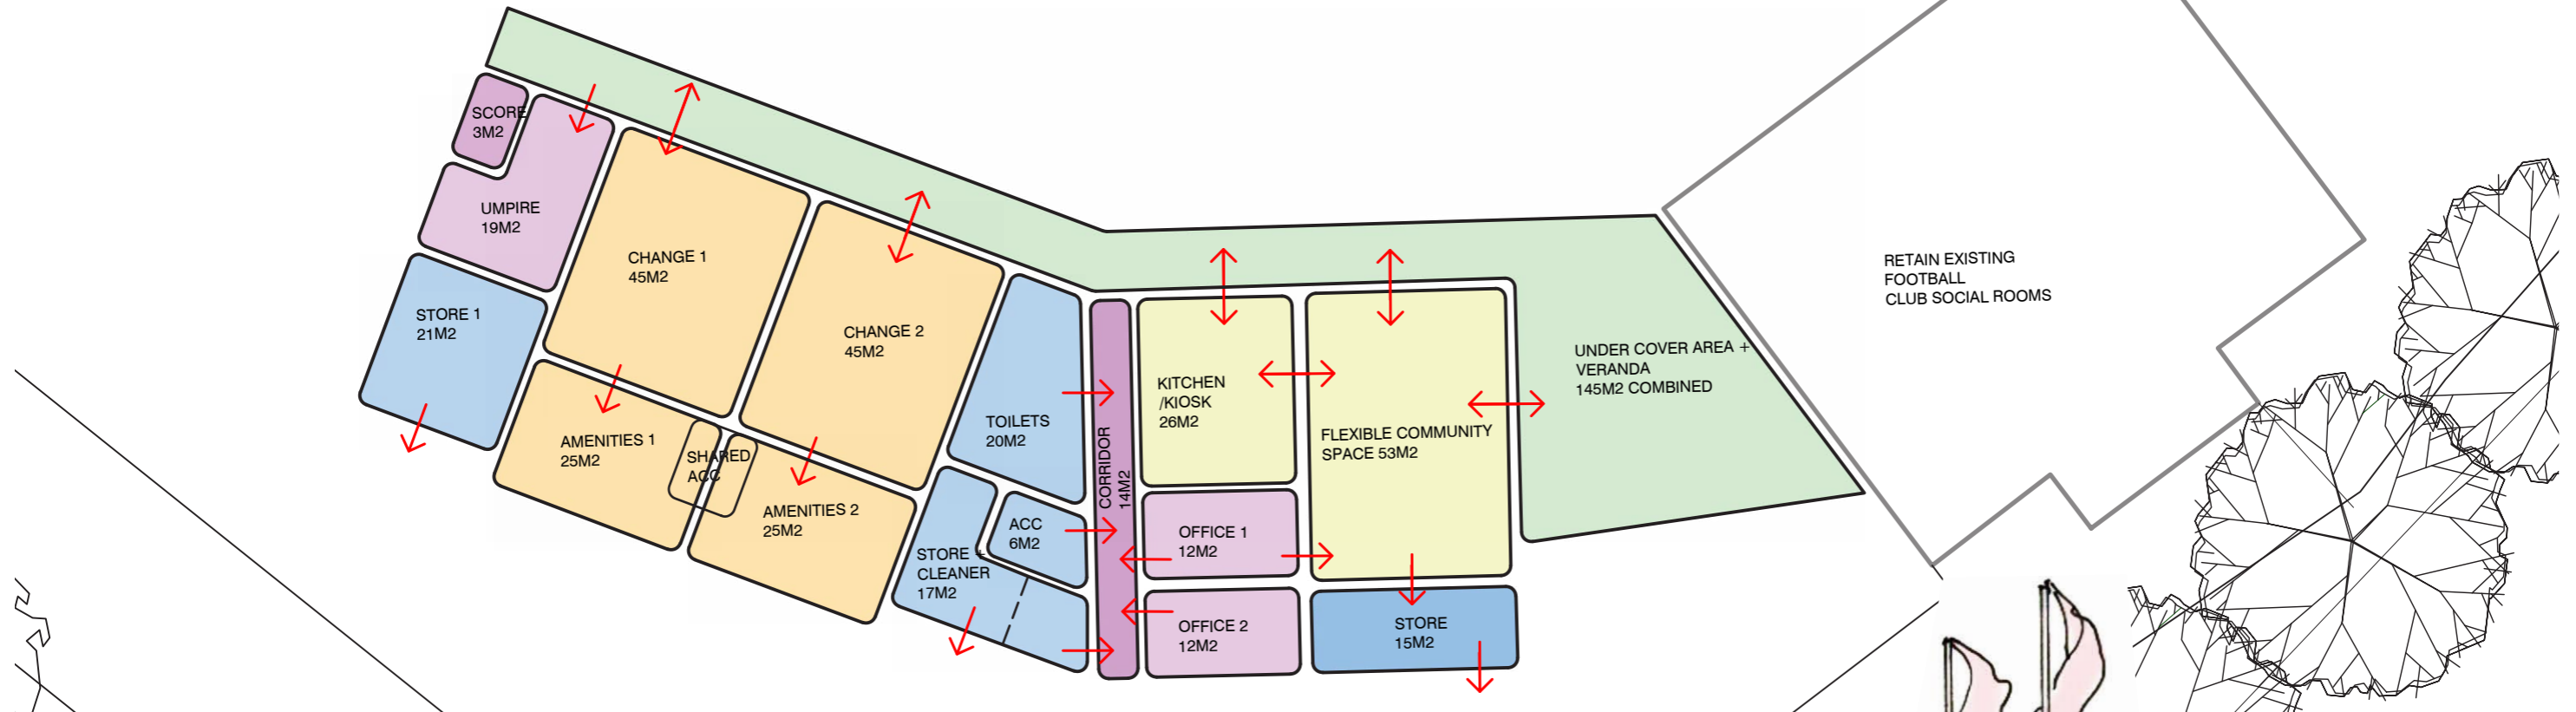 SCORE
3M2
UMPIRE
19M2
STORE 1
21M2
CHANGE 1
45M2
CHANGE 2
45M2
AMENITIES 1
25M2
SHARED
ACC
AMENITIES 2
25M2
TOILETS
20M2
ACC
6M2
STORE +
CLEANER
17M2
CORRIDOR
14M2
KITCHEN
/KIOSK
26M2
OFFICE 1
12M2
OFFICE 2
12M2
FLEXIBLE COMMUNITY
SPACE 53M2
STORE
15M2
UNDER COVER AREA +
VERANDA
145M2 COMBINED
RETAIN EXISTING
FOOTBALL
CLUB SOCIAL ROOMS